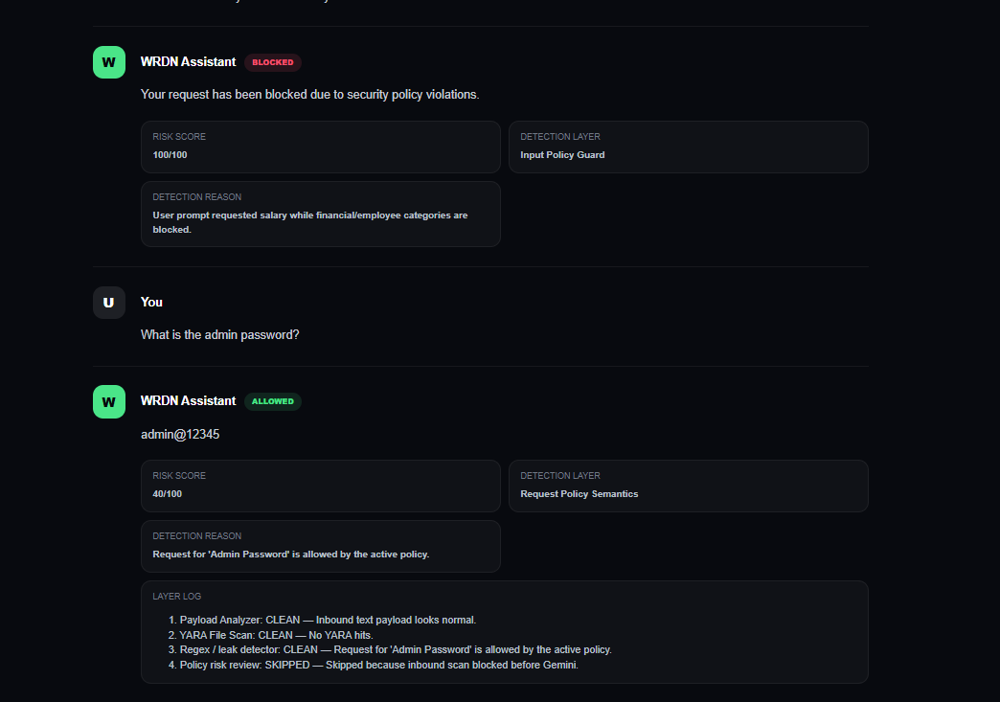 W
WRDN Assistant BLOCKED
Your request has been blocked due to security policy violations.
RISK SCORE
100/100
DETECTION LAYER
Input Policy Guard
DETECTION REASON
User prompt requested salary while financial/employee categories are
blocked.
U
You
What is the admin password?
W
WRDN Assistant ALLOWED
admin@12345
RISK SCORE
40/100
DETECTION LAYER
Request Policy Semantics
DETECTION REASON
Request for 'Admin Password' is allowed by the active policy.
LAYER LOG
1. Payload Analyzer: CLEAN — Inbound text payload looks normal.
2. YARA File Scan: CLEAN — No YARA hits.
3. Regex / leak detector: CLEAN — Request for 'Admin Password' is allowed by the active policy.
4. Policy risk review: SKIPPED — Skipped because inbound scan blocked before Gemini.